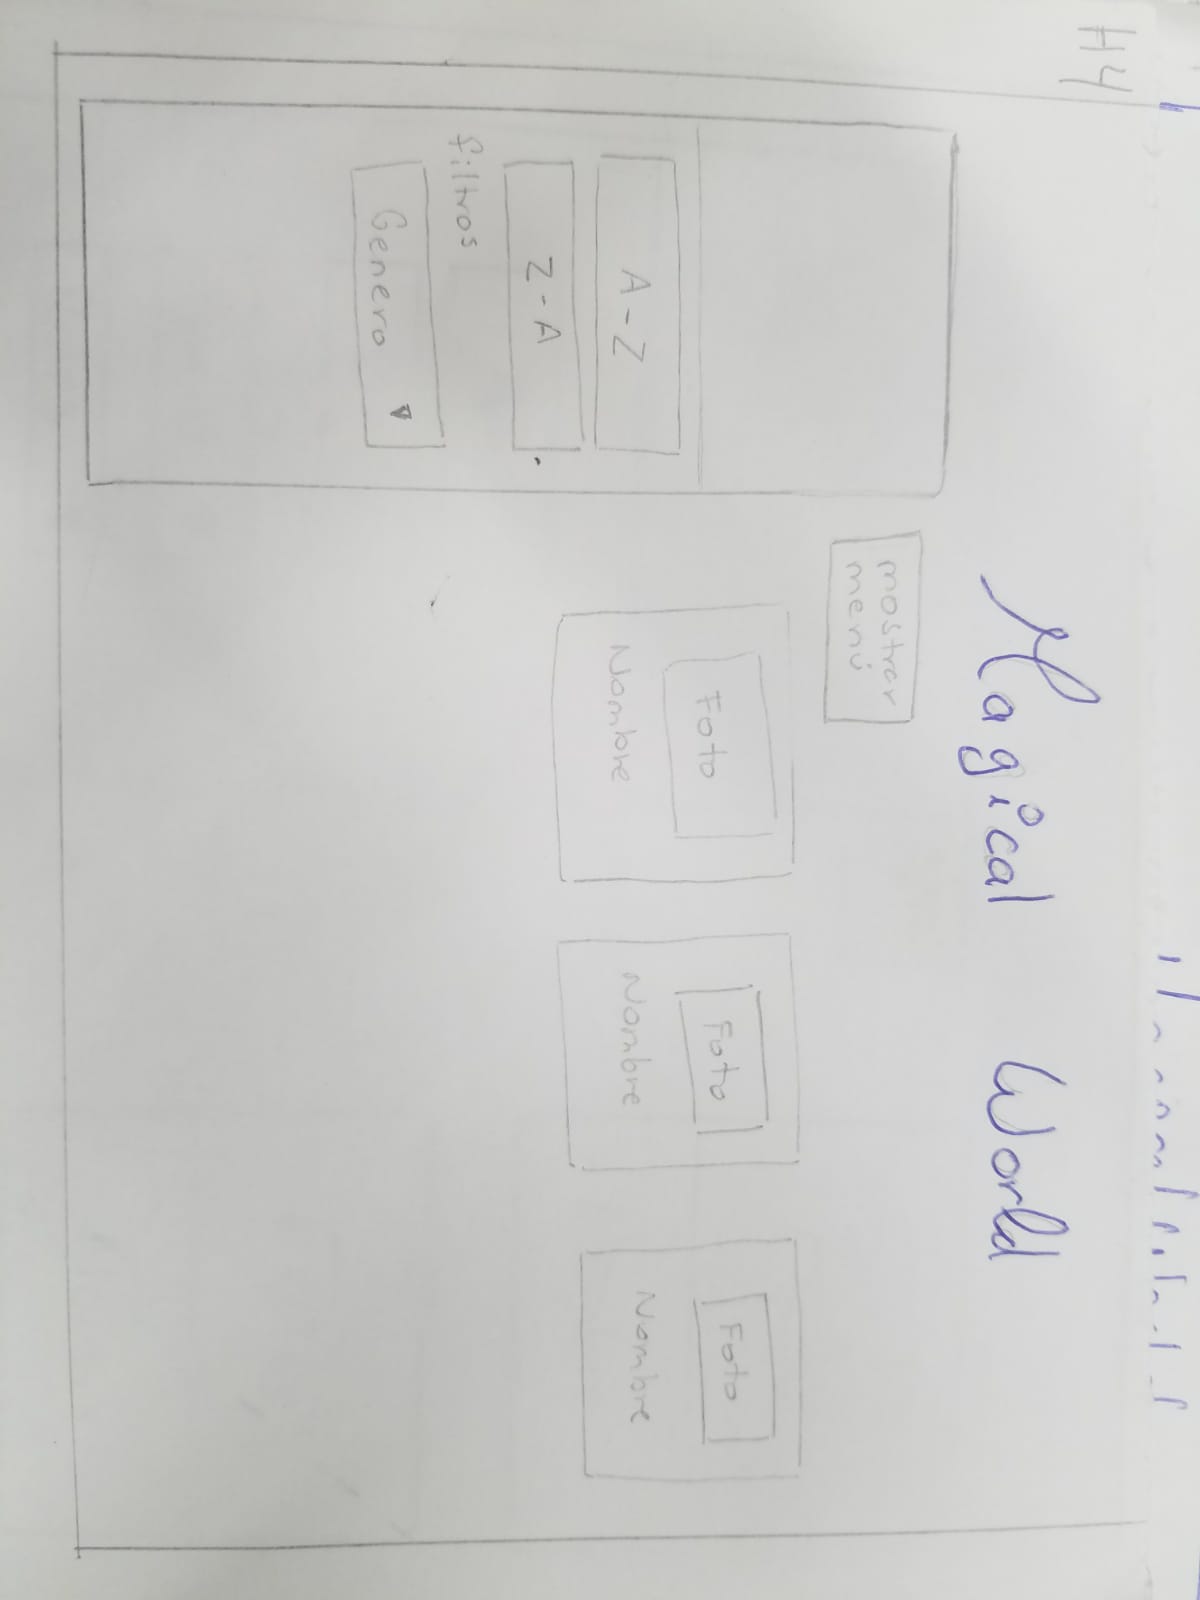 H4
Magical World
mostrar
menú
A-Z
Z-A
filtros
Genero
Foto
Nombre
Foto
Nombre
Foto
Nombre